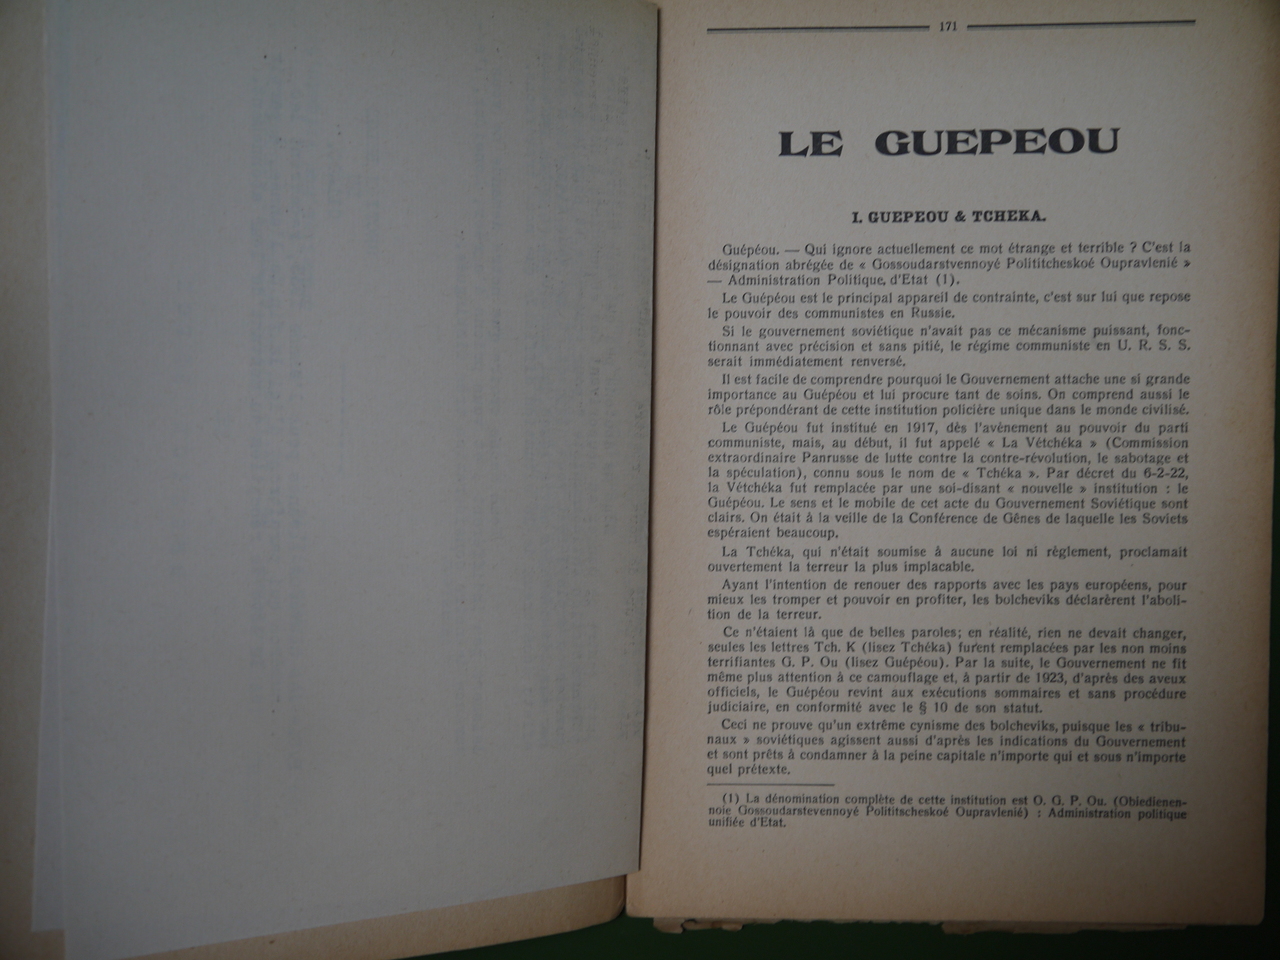 171
LE GUEPEOU
I. GUEPEOU & TCHEKA.
Guépéou. — Qui ignore actuellement ce mot étrange et terrible ? C'est la
désignation abrégée de « Gossoudarstvennoyé Polititcheskoé Oupravlenié »
— Administration Politique, d'Etat (1).
Le Guépéou est le principal appareil de contrainte, c'est sur lui que repose
le pouvoir des communistes en Russie.
Si le gouvernement soviétique n'avait pas ce mécanisme puissant, fonc-
tionnant avec précision et sans pitié, le régime communiste en U. R. S. S.
serait immédiatement renversé.
Il est facile de comprendre pourquoi le Gouvernement attache une si grande
importance au Guépéou et lui procure tant de soins. On comprend aussi le
rôle prépondérant de cette institution policière unique dans le monde civilisé.
Le Guépéou fut institué en 1917, dès l'avènement au pouvoir du parti
communiste, mais, au début, il fut appelé « La Vétchéka » (Commission
extraordinaire Panrusse de lutte contre la contre-révolution, le sabotage et
la spéculation), connu sous le nom de « Tchéka ». Par décret du 6-2-22,
la Vétchéka fut remplacée par une soi-disant « nouvelle » institution : le
Guépéou. Le sens et le mobile de cet acte du Gouvernement Soviétique sont
clairs. On était à la veille de la Conférence de Gênes de laquelle les Soviets
espéraient beaucoup.
La Tchéka, qui n'était soumise à aucune loi ni règlement, proclamait
ouvertement la terreur la plus implacable.
Ayant l'intention de renouer des rapports avec les pays européens, pour
mieux les tromper et pouvoir en profiter, les bolcheviks déclarèrent l'aboli-
tion de la terreur.
Ce n'étaient là que de belles paroles; en réalité, rien ne devait changer,
seules les lettres Tch. K (lisez Tchéka) furent remplacées par les non moins
terrifiantes G. P. Ou (lisez Guépéou). Par la suite, le Gouvernement ne fit
même plus attention à ce camouflage et, à partir de 1923, d'après des aveux
officiels, le Guépéou revint aux exécutions sommaires et sans procédure
judiciaire, en conformité avec le § 10 de son statut.
Ceci ne prouve qu'un extrême cynisme des bolcheviks, puisque les « tribu-
naux » soviétiques agissent aussi d'après les indications du Gouvernement
et sont prêts à condamner à la peine capitale n'importe qui et sous n'importe
quel prétexte.
(1) La dénomination complète de cette institution est O. G. P. Ou. (Obiedienen-
noie Gossoudarstevennoyé Polititscheskoé Oupravlenié) : Administration politique
unifiée d'Etat.